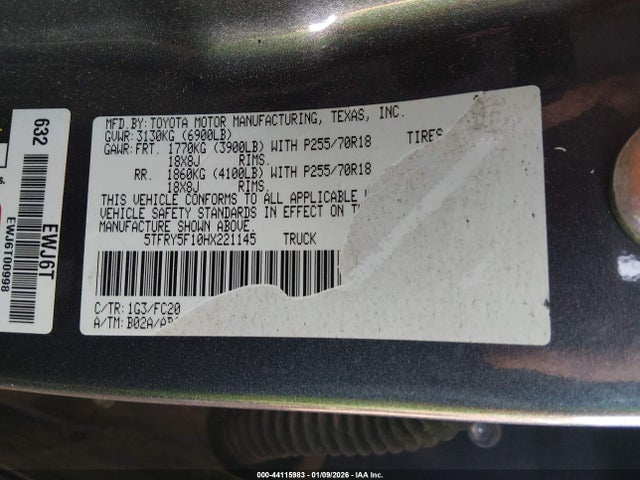 MFD.BY:TOYOTA MOTOR MANUFACTURING, TEXAS, INC.
GVWR:3130KG (6900LB)
GAWR:FRT. 1770KG (3900LB) WITH P255/70R18 TIRES
18X8J RIMS.
RR. 1860KG (4100LB) WITH P255/70R18
18X8J RIMS.
THIS VEHICLE CONFORMS TO ALL APPLICABLE
VEHICLE SAFETY STANDARDS IN EFFECT ON
MANUFACTURE SHOWN ABOVE.
5TFRY5F10HX221145 TRUCK
C/TR: 1G3/FC20
A/TM: B02A/
632
EWJ6T
EWJ6T00998
000-44115983 | 01/09/2026 | IAA Inc.